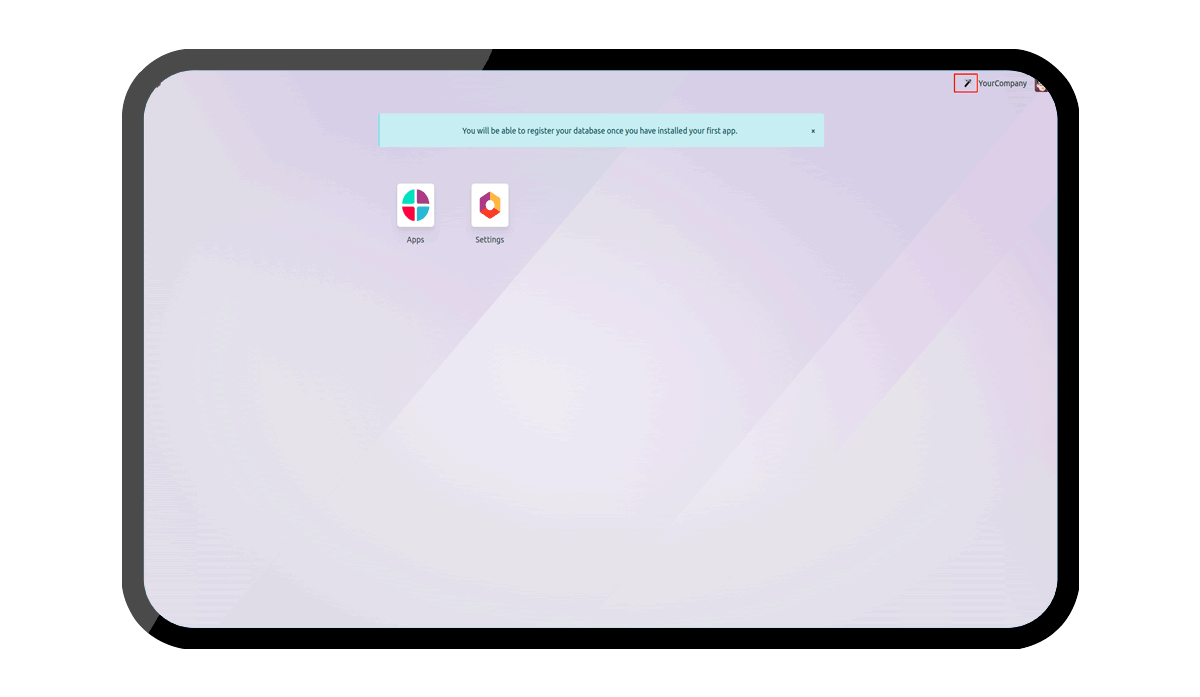 YourCompany
You will be able to register your database once you have installed your first app.
Apps
Settings